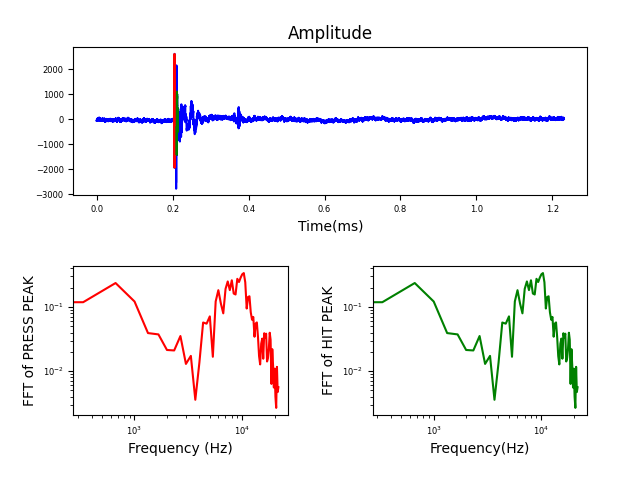 Amplitude
2000
1000
0
−1000
−2000
−3000
0.0 0.2 0.4 0.6 0.8 1.0 1.2
Time(ms)
FFT of PRESS PEAK
10⁻¹
10⁻²
10³ 10⁴
Frequency (Hz)
FFT of HIT PEAK
10⁻¹
10⁻²
10³ 10⁴
Frequency(Hz)